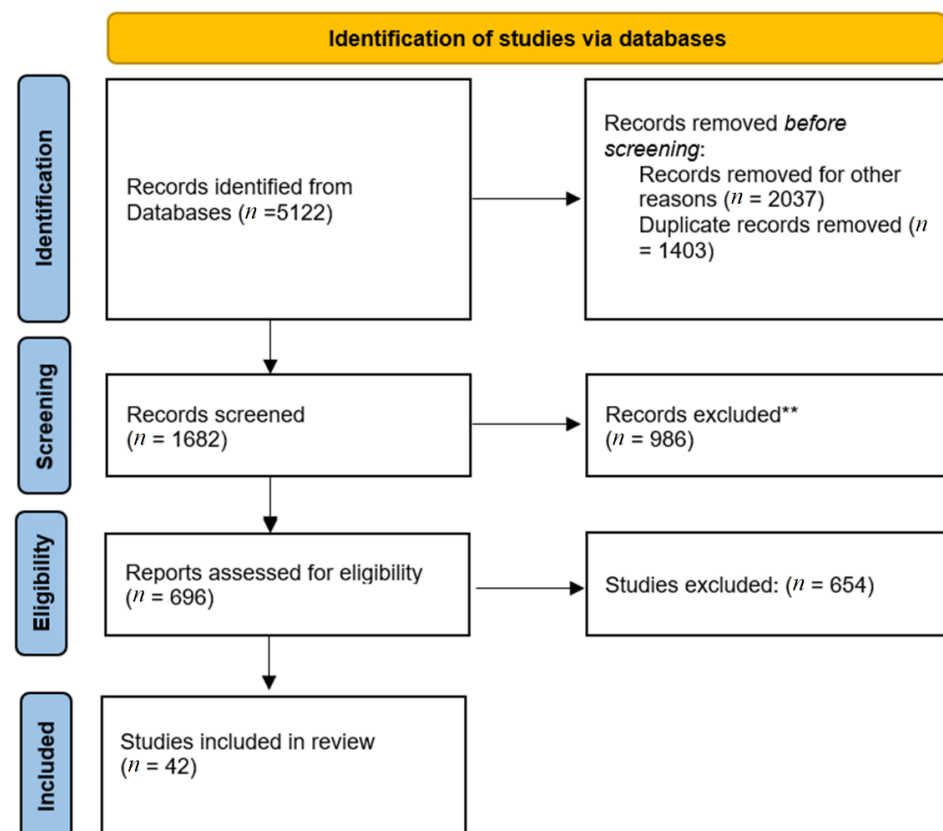 Identification of studies via databases
Identification
Records identified from
Databases (n =5122)
Records removed before
screening:
Records removed for other
reasons (n = 2037)
Duplicate records removed (n
= 1403)
Screening
Records screened
(n = 1682)
Records excluded**
(n = 986)
Eligibility
Reports assessed for eligibility
(n = 696)
Studies excluded: (n = 654)
Included
Studies included in review
(n = 42)